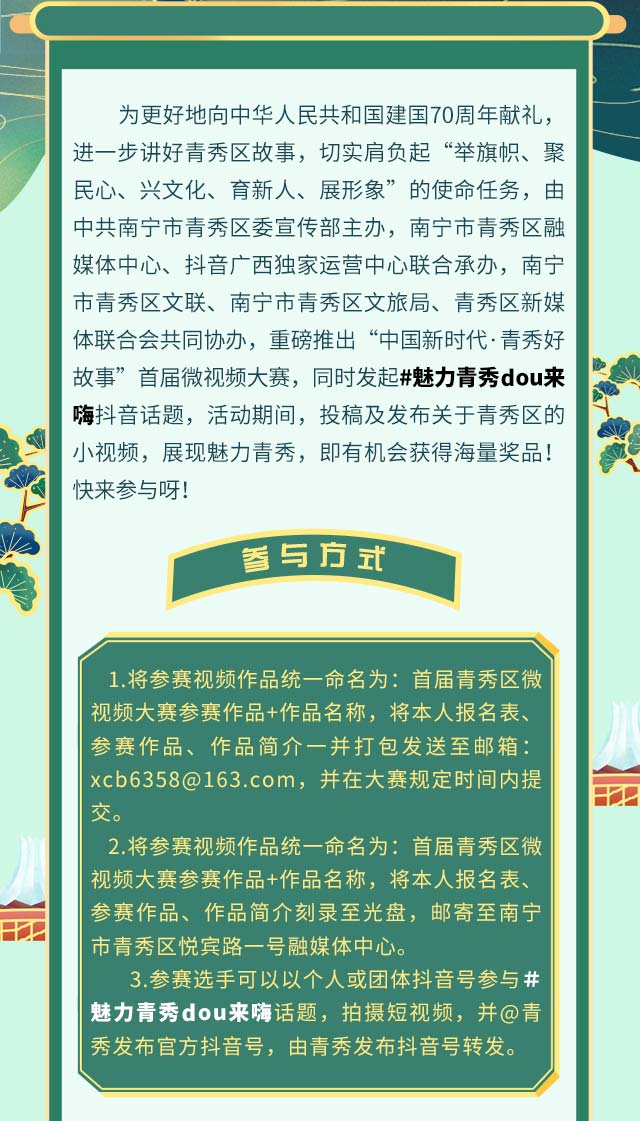 为更好地向中华人民共和国建国70周年献礼，
进一步讲好青秀区故事，切实肩负起“举旗帜、聚
民心、兴文化、育新人、展形象”的使命任务，由
中共南宁市青秀区委宣传部主办，南宁市青秀区融
媒体中心、抖音广西独家运营中心联合承办，南宁
市青秀区文联、南宁市青秀区文旅局、青秀区新媒
体联合会共同协办，重磅推出“中国新时代·青秀好
故事”首届微视频大赛，同时发起#魅力青秀dou来
嗨抖音话题，活动期间，投稿及发布关于青秀区的
小视频，展现魅力青秀，即有机会获得海量奖品！
快来参与呀！
参与方式
1.将参赛视频作品统一命名为：首届青秀区微
视频大赛参赛作品+作品名称，将本人报名表、
参赛作品、作品简介一并打包发送至邮箱：
xcb6358@163.com，并在大赛规定时间内提
交。
2.将参赛视频作品统一命名为：首届青秀区微
视频大赛参赛作品+作品名称，将本人报名表、
参赛作品、作品简介刻录至光盘，邮寄至南宁
市青秀区悦宾路一号融媒体中心。
3.参赛选手可以以个人或团体抖音号参与#
魅力青秀dou来嗨话题，拍摄短视频，并@青
秀发布官方抖音号，由青秀发布抖音号转发。